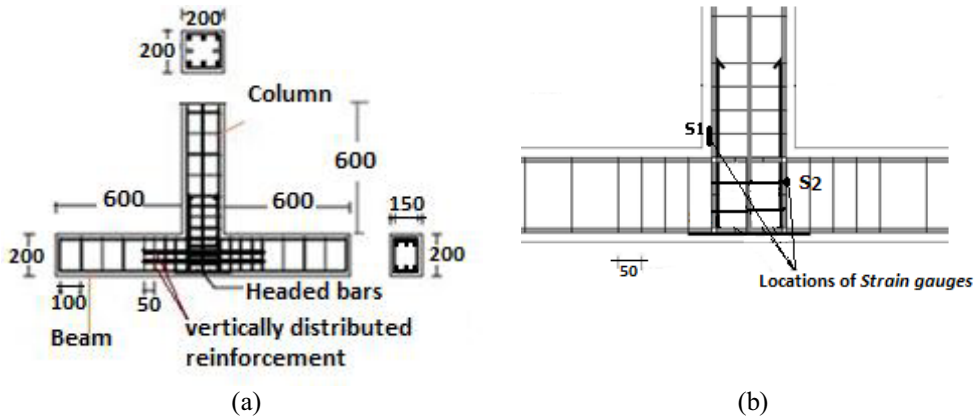 200
200
Column
600
600
600
150
200
200
100
50
Headed bars
Beam
vertically distributed
reinforcement
(a)
S1
S2
50
Locations of Strain gauges
(b)